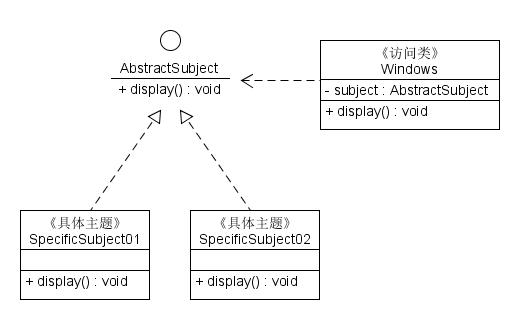 AbstractSubject
+ display() : void
《访问类》
Windows
- subject : AbstractSubject
+ display() : void
《具体主题》
SpecificSubject01
+ display() : void
《具体主题》
SpecificSubject02
+ display() : void